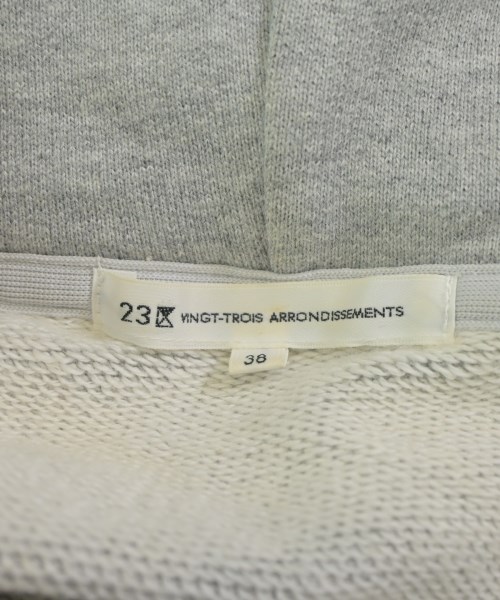 23区 VINGT-TROIS ARRONDISSEMENTS
38